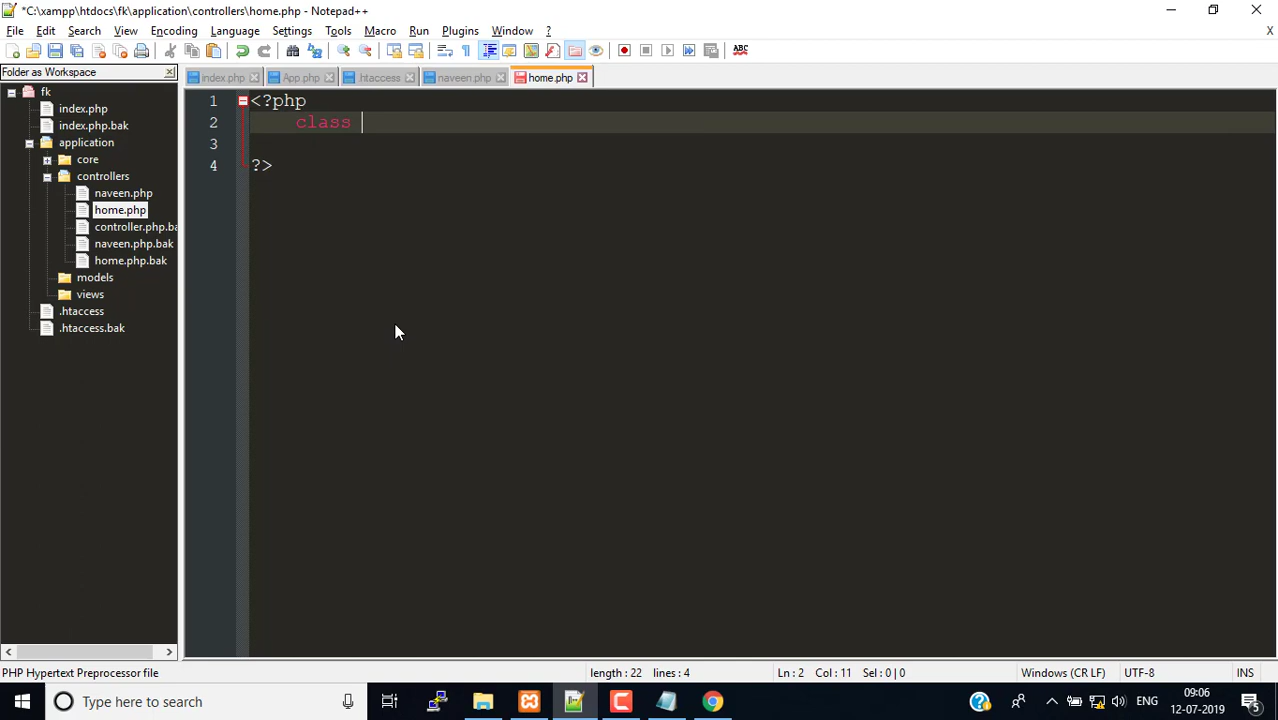 *C:\xampp\htdocs\fk\application\controllers\home.php - Notepad++
File Edit Search View Encoding Language Settings Tools Macro Run Plugins Window ? X
ABC
Folder as Workspace
index.php App.php .htaccess naveen.php home.php
fk
index.php
index.php.bak
application
core
controllers
naveen.php
home.php
controller.php.ba
naveen.php.bak
home.php.bak
models
views
.htaccess
.htaccess.bak
1 <?php
2 class
3
4 ?>
PHP Hypertext Preprocessor file length : 22 lines : 4 Ln : 2 Col : 11 Sel : 0 | 0 Windows (CR LF) UTF-8 INS
Type here to search
ENG
09:06
12-07-2019
5